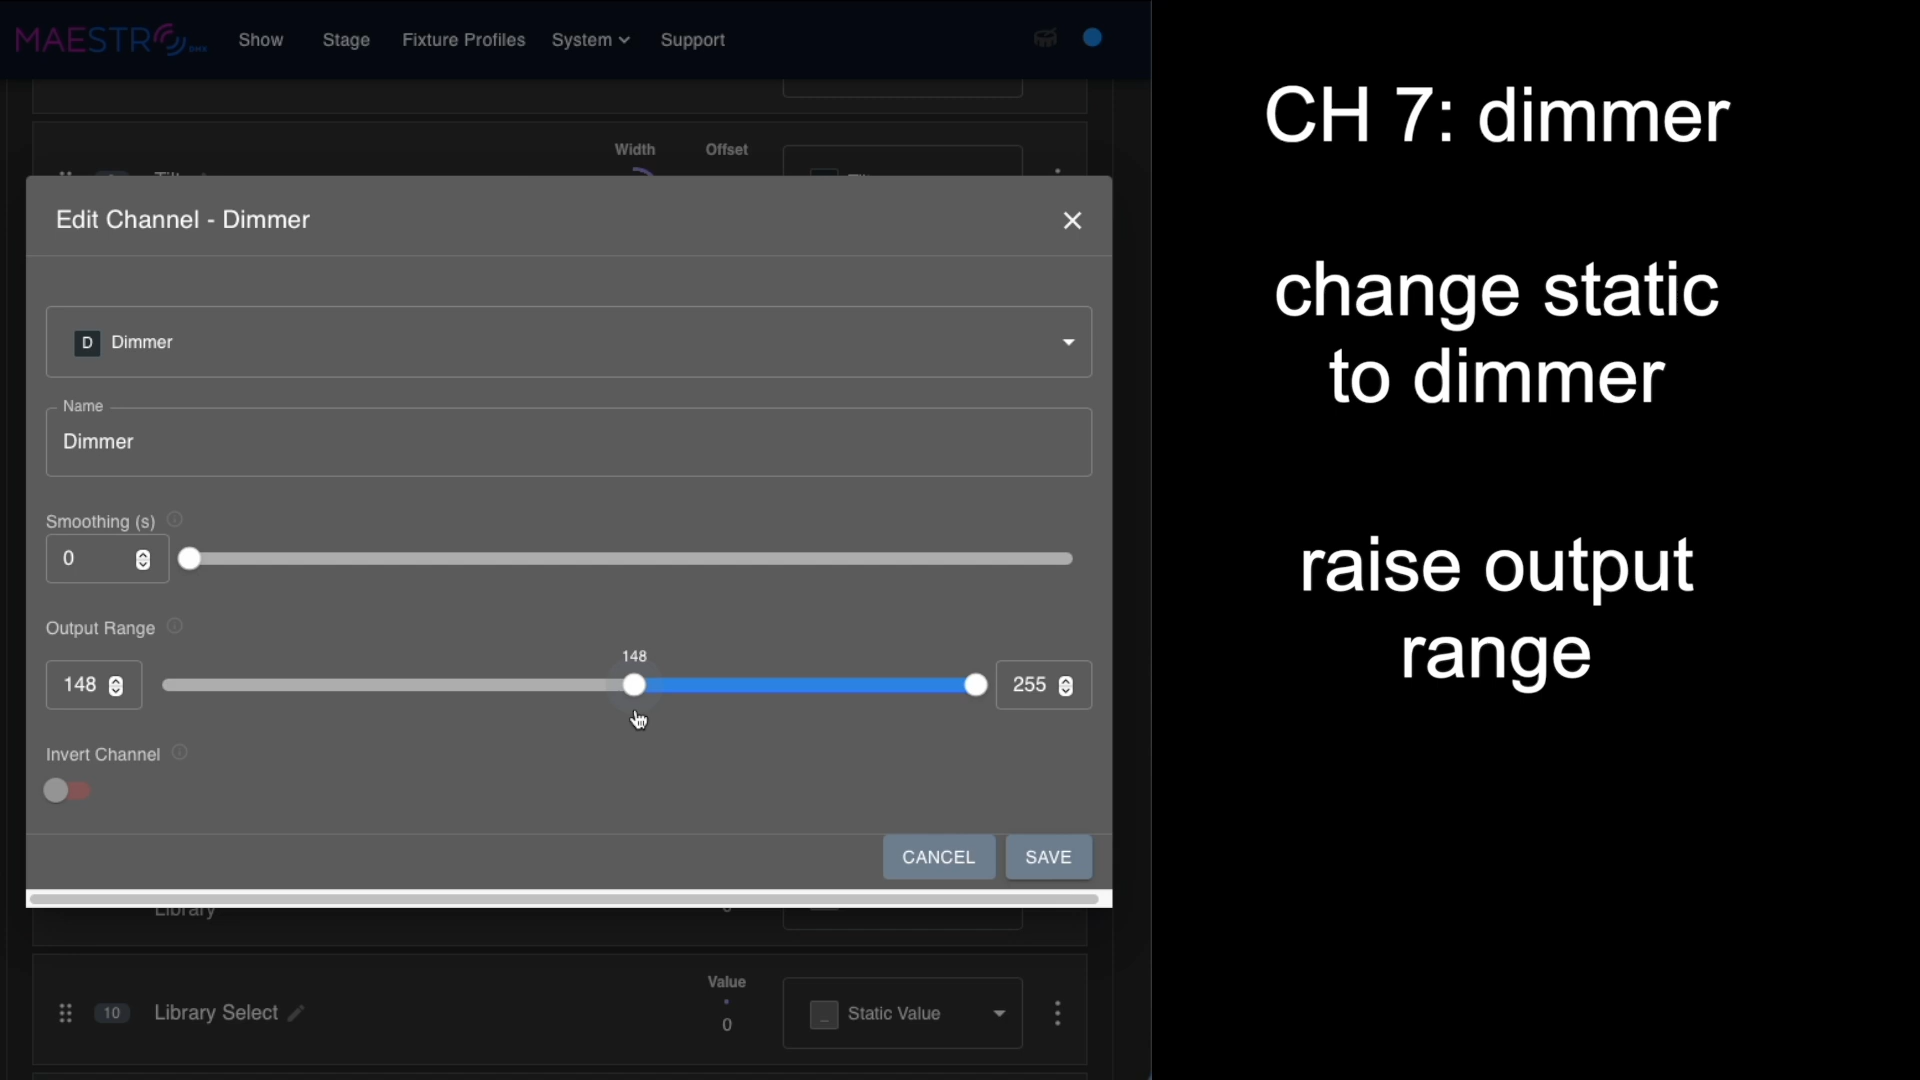 MAESTRO DMX
Show
Stage
Fixture Profiles
System
Support
Width
Offset
Edit Channel - Dimmer
D Dimmer
Name
Dimmer
Smoothing (s)
0
Output Range
148
148
255
Invert Channel
CANCEL
SAVE
Library
10
Library Select
Value
0
Static Value
CH 7: dimmer
change static
to dimmer
raise output
range